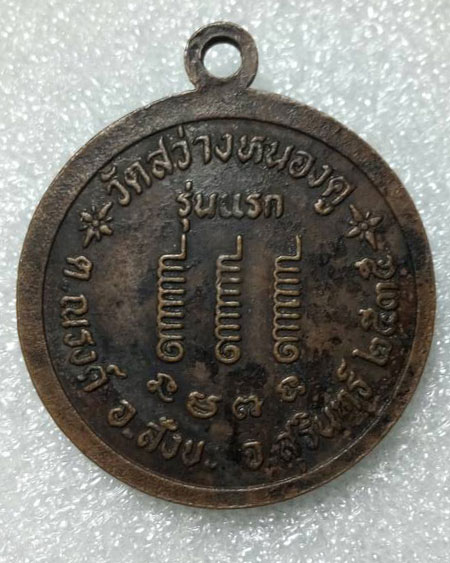 วัดสว่างหนองคู
รุ่นแรก
ต.ณรงค์ อ.สังขะ จ.สุรินทร์ ๒๕๓๕